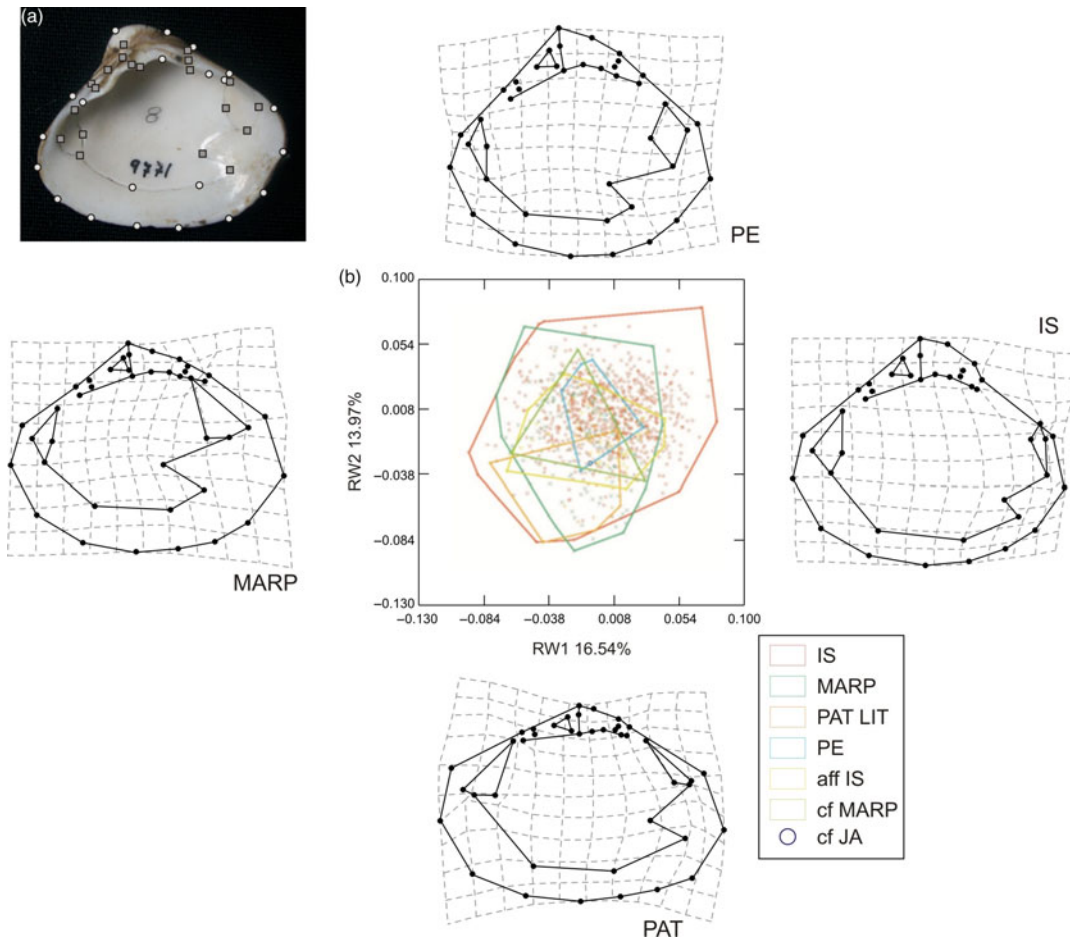 (a)
8
9771
PE
MARP
(b)
0.100
0.054
0.008
−0.038
−0.084
−0.130
RW2 13.97%
−0.130 −0.084 −0.038 0.008 0.054 0.100
RW1 16.54%
IS
IS
MARP
PAT LIT
PE
aff IS
cf MARP
cf JA
PAT